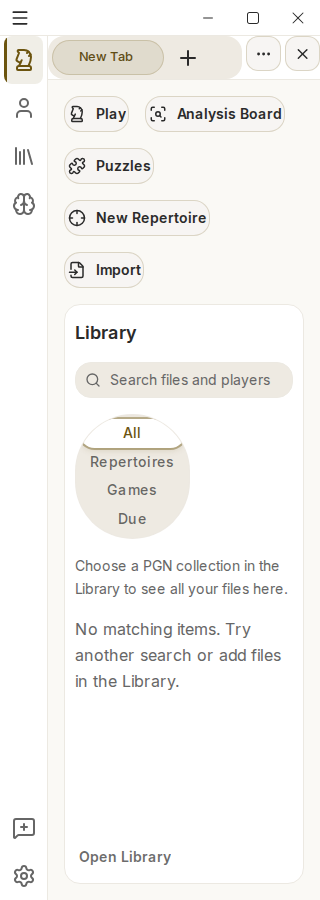 New Tab
Play
Analysis Board
Puzzles
New Repertoire
Import
Library
Search files and players
All
Repertoires
Games
Due
Choose a PGN collection in the
Library to see all your files here.
No matching items. Try
another search or add files
in the Library.
Open Library